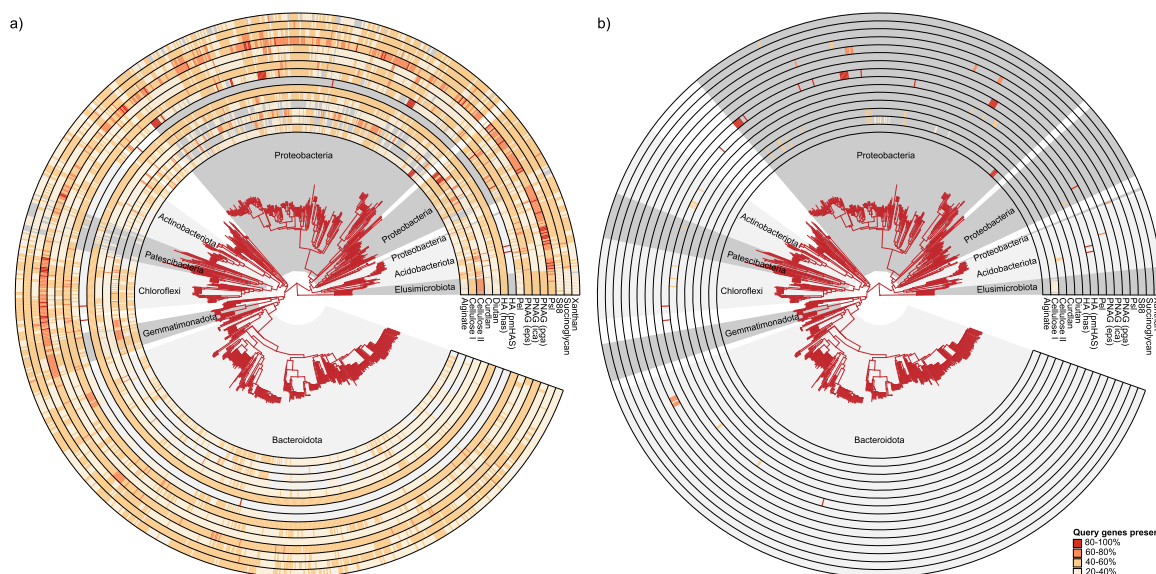 a)
Proteobacteria
Actinobacteriota
Patescibacteria
Chloroflexi
Gemmatimonadota
Bacteroidota
Proteobacteria
Proteobacteria
Acidobacteriota
Elusimicrobiota
Alginate
Cellulose I
Cellulose II
Curdlan
Diutan
HA (has)
HA (pmHAS)
Pel
PNAG (eps)
PNAG (ica)
PNAG (pga)
Psl
S88
Succinoglycan
Xanthan
b)
Proteobacteria
Actinobacteriota
Patescibacteria
Chloroflexi
Gemmatimonadota
Bacteroidota
Proteobacteria
Proteobacteria
Acidobacteriota
Elusimicrobiota
Alginate
Cellulose I
Cellulose II
Curdlan
Diutan
HA (has)
HA (pmHAS)
Pel
PNAG (eps)
PNAG (ica)
PNAG (pga)
Psl
S88
Succinoglycan
Query genes presen
80-100%
60-80%
40-60%
20-40%